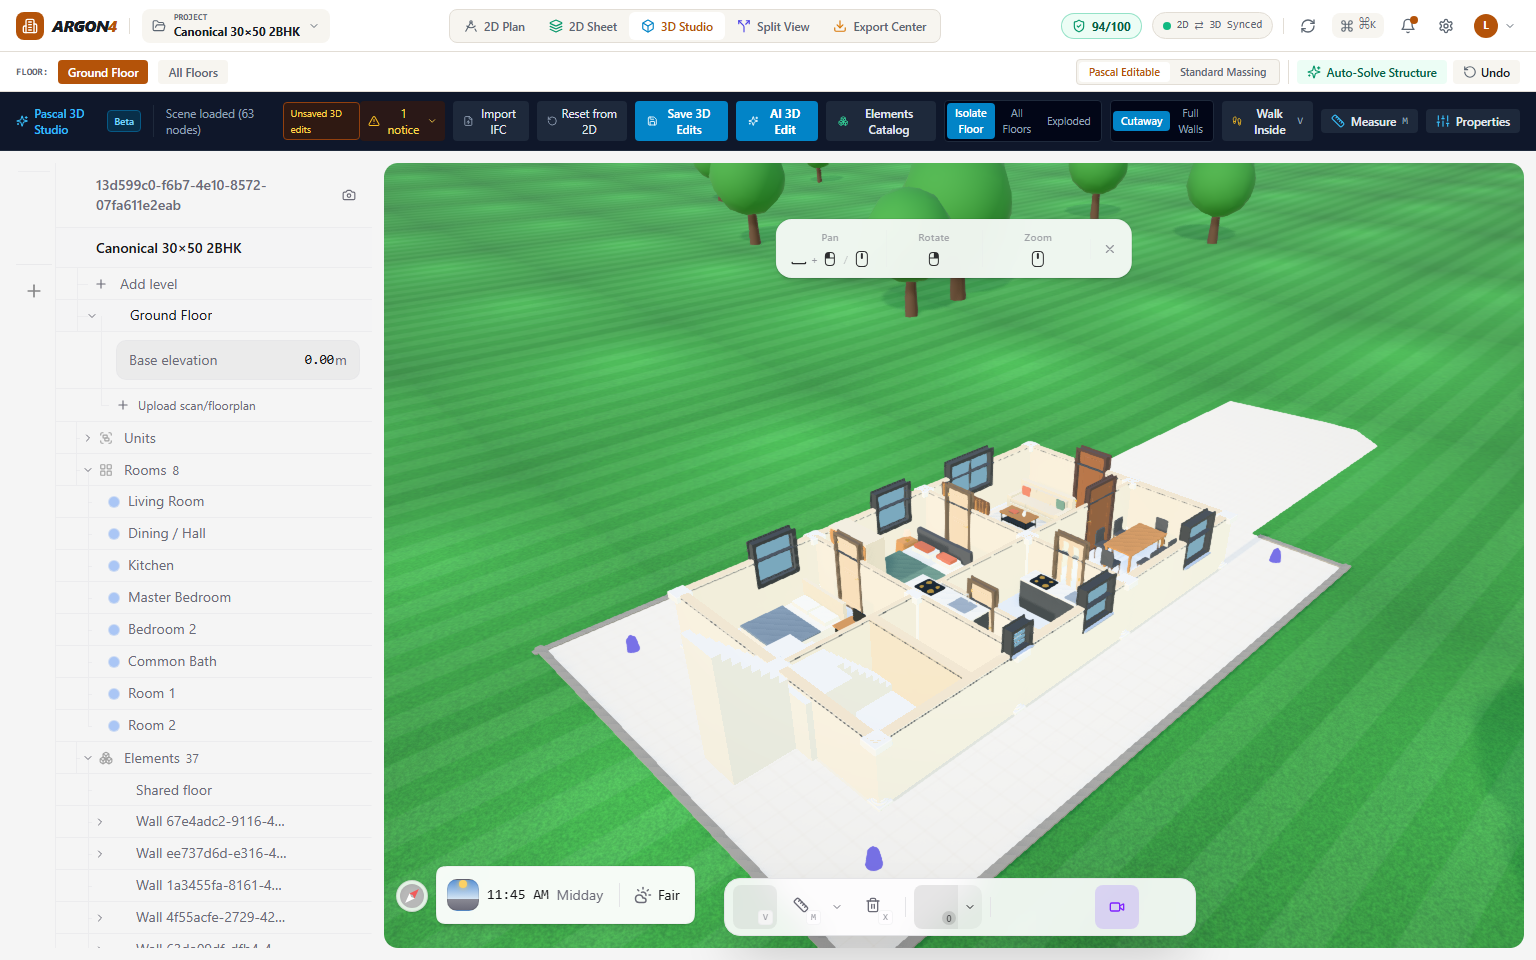 ARGON4
PROJECT
Canonical 30×50 2BHK
2D Plan
2D Sheet
3D Studio
Split View
Export Center
94/100
2D ⇄ 3D Synced
⌘ ⌘K
L
FLOOR:
Ground Floor
All Floors
Pascal Editable
Standard Massing
Auto-Solve Structure
Undo
Pascal 3D
Studio
Beta
Scene loaded (63
nodes)
Unsaved 3D
edits
1
notice
Import
IFC
Reset from
2D
Save 3D
Edits
AI 3D
Edit
Elements
Catalog
Isolate
Floor
All
Floors
Exploded
Cutaway
Full
Walls
Walk
Inside
V
Measure M
Properties
13d599c0-f6b7-4e10-8572-
07fa611e2eab
Canonical 30×50 2BHK
Add level
Ground Floor
Base elevation 0.00m
Upload scan/floorplan
Units
Rooms 8
Living Room
Dining / Hall
Kitchen
Master Bedroom
Bedroom 2
Common Bath
Room 1
Room 2
Elements 37
Shared floor
Wall 67e4adc2-9116-4...
Wall ee737d6d-e316-4...
Wall 1a3455fa-8161-4...
Wall 4f55acfe-2729-42...
Pan
Rotate
Zoom
+ /
11:45 AM Midday
Fair
V
M
X
0